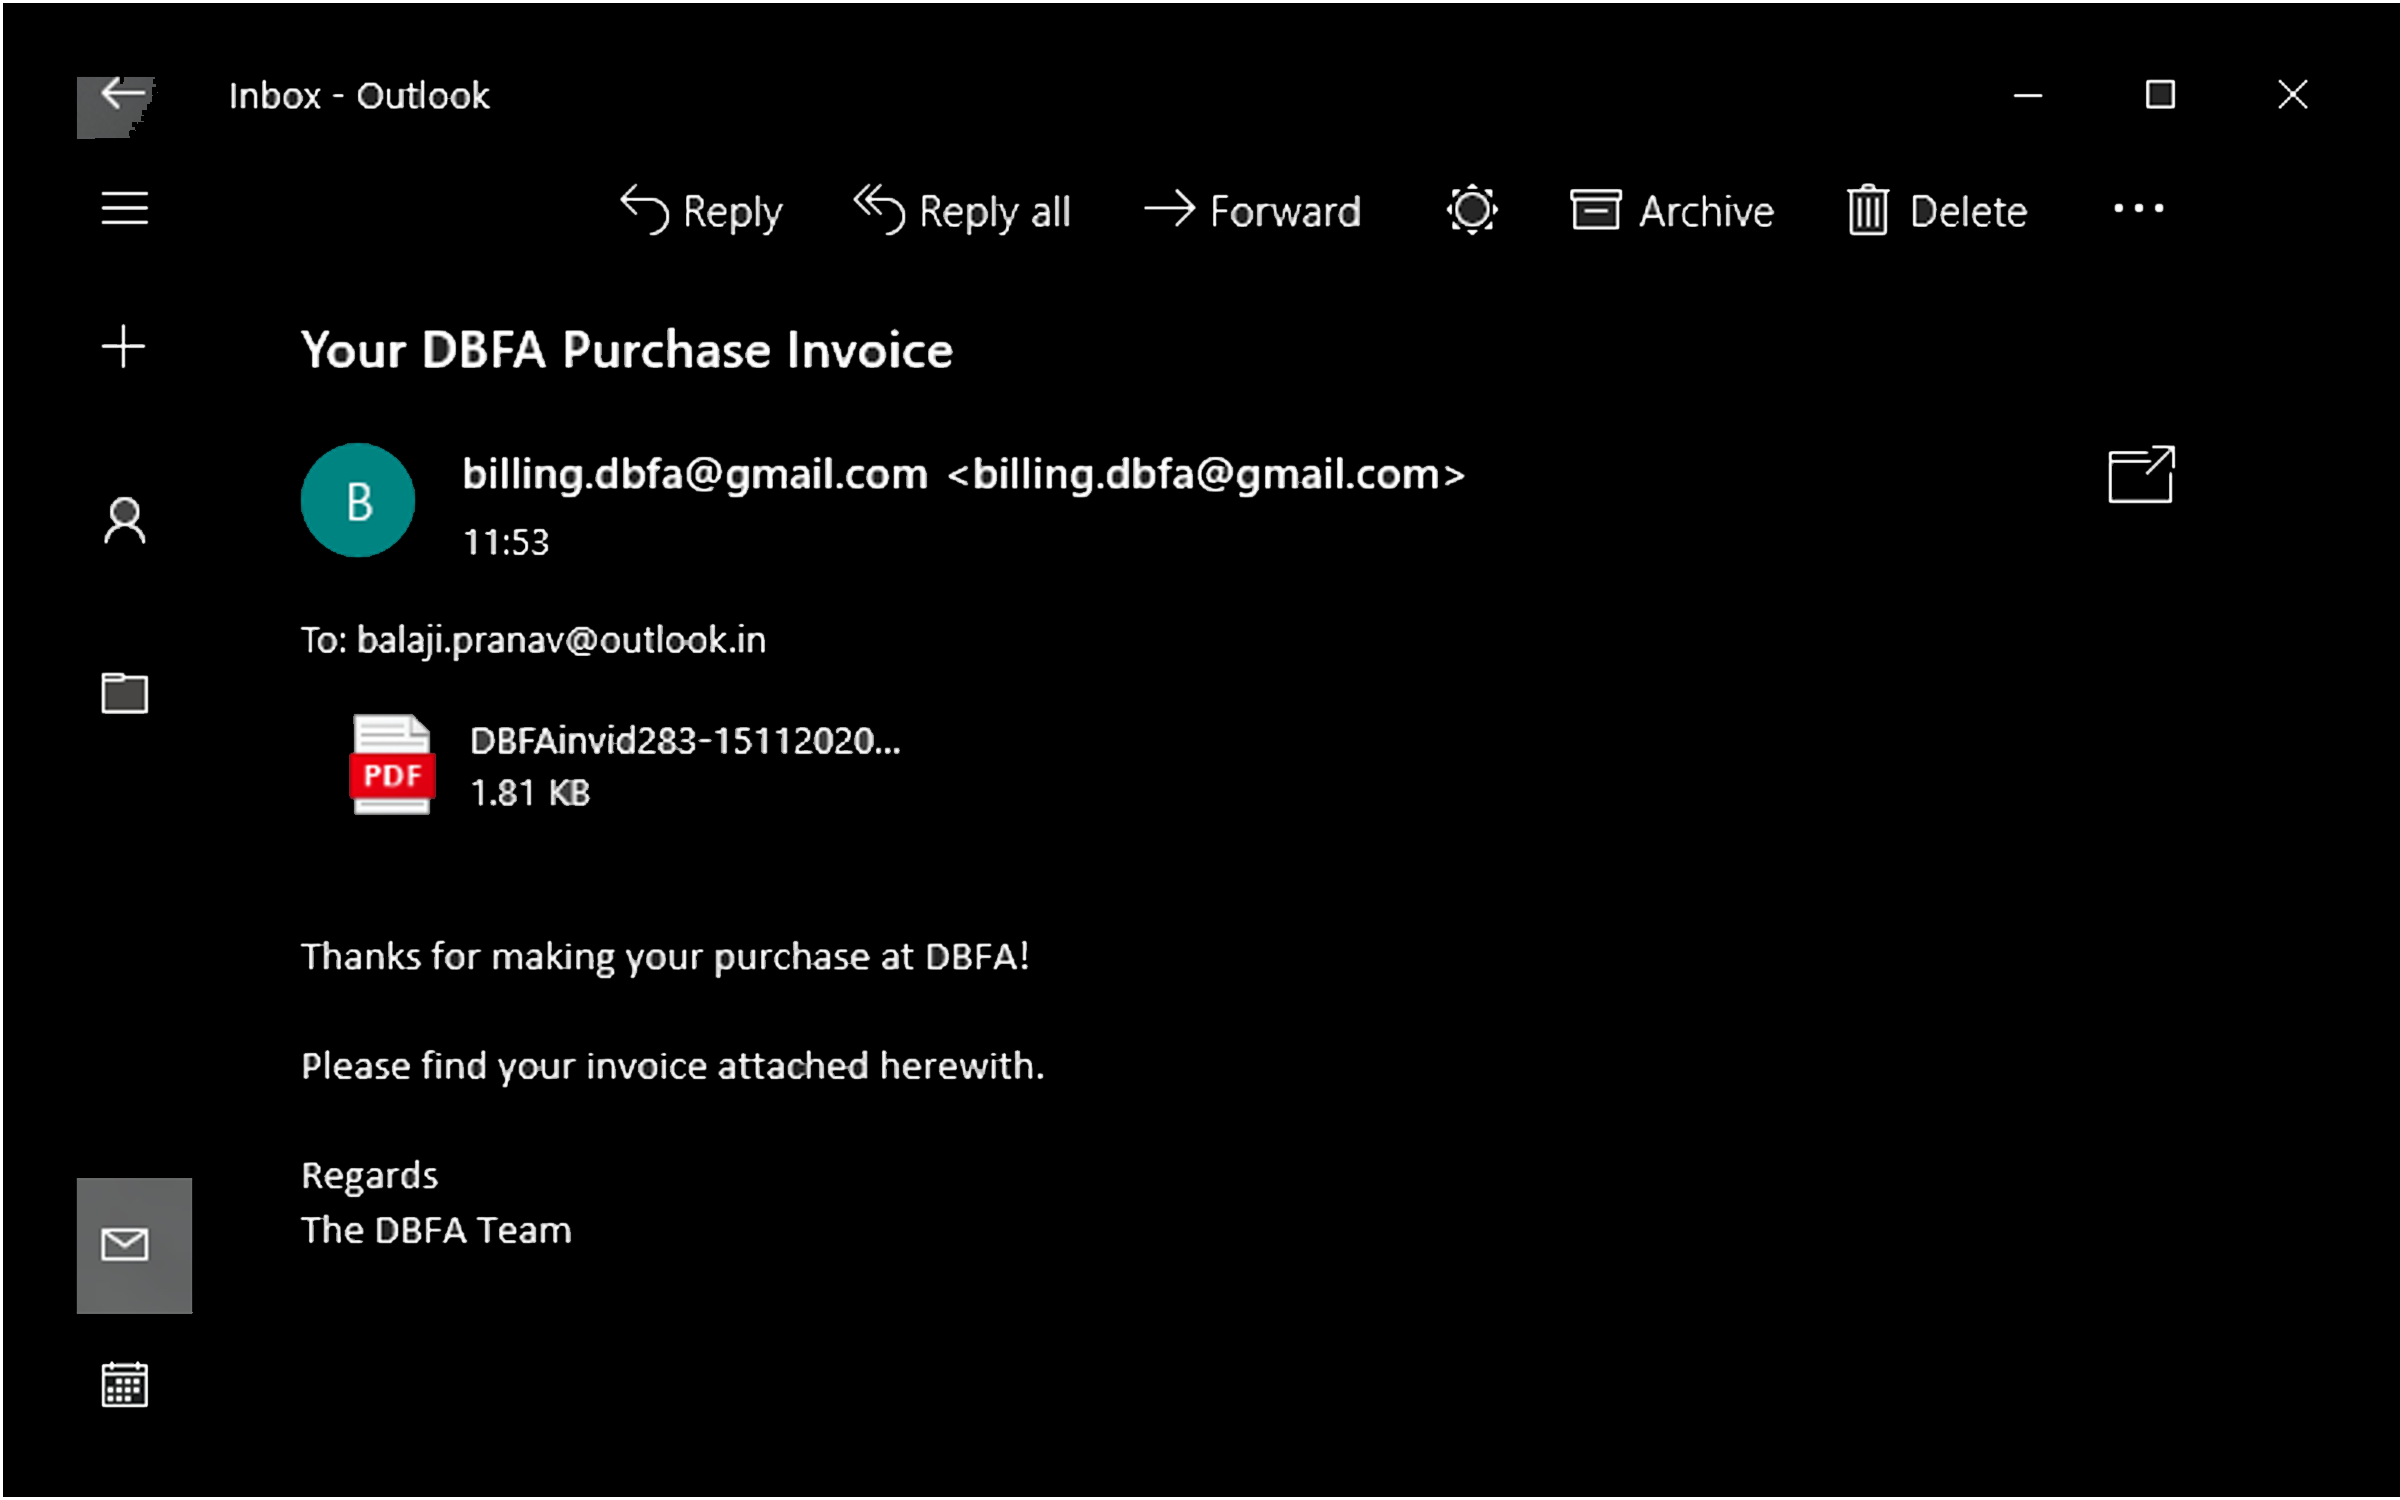 Inbox - Outlook
Reply Reply all Forward Archive Delete
Your DBFA Purchase Invoice
B
billing.dbfa@gmail.com <billing.dbfa@gmail.com>
11:53
To: balaji.pranav@outlook.in
PDF
DBFAinvid283-15112020...
1.81 KB
Thanks for making your purchase at DBFA!
Please find your invoice attached herewith.
Regards
The DBFA Team